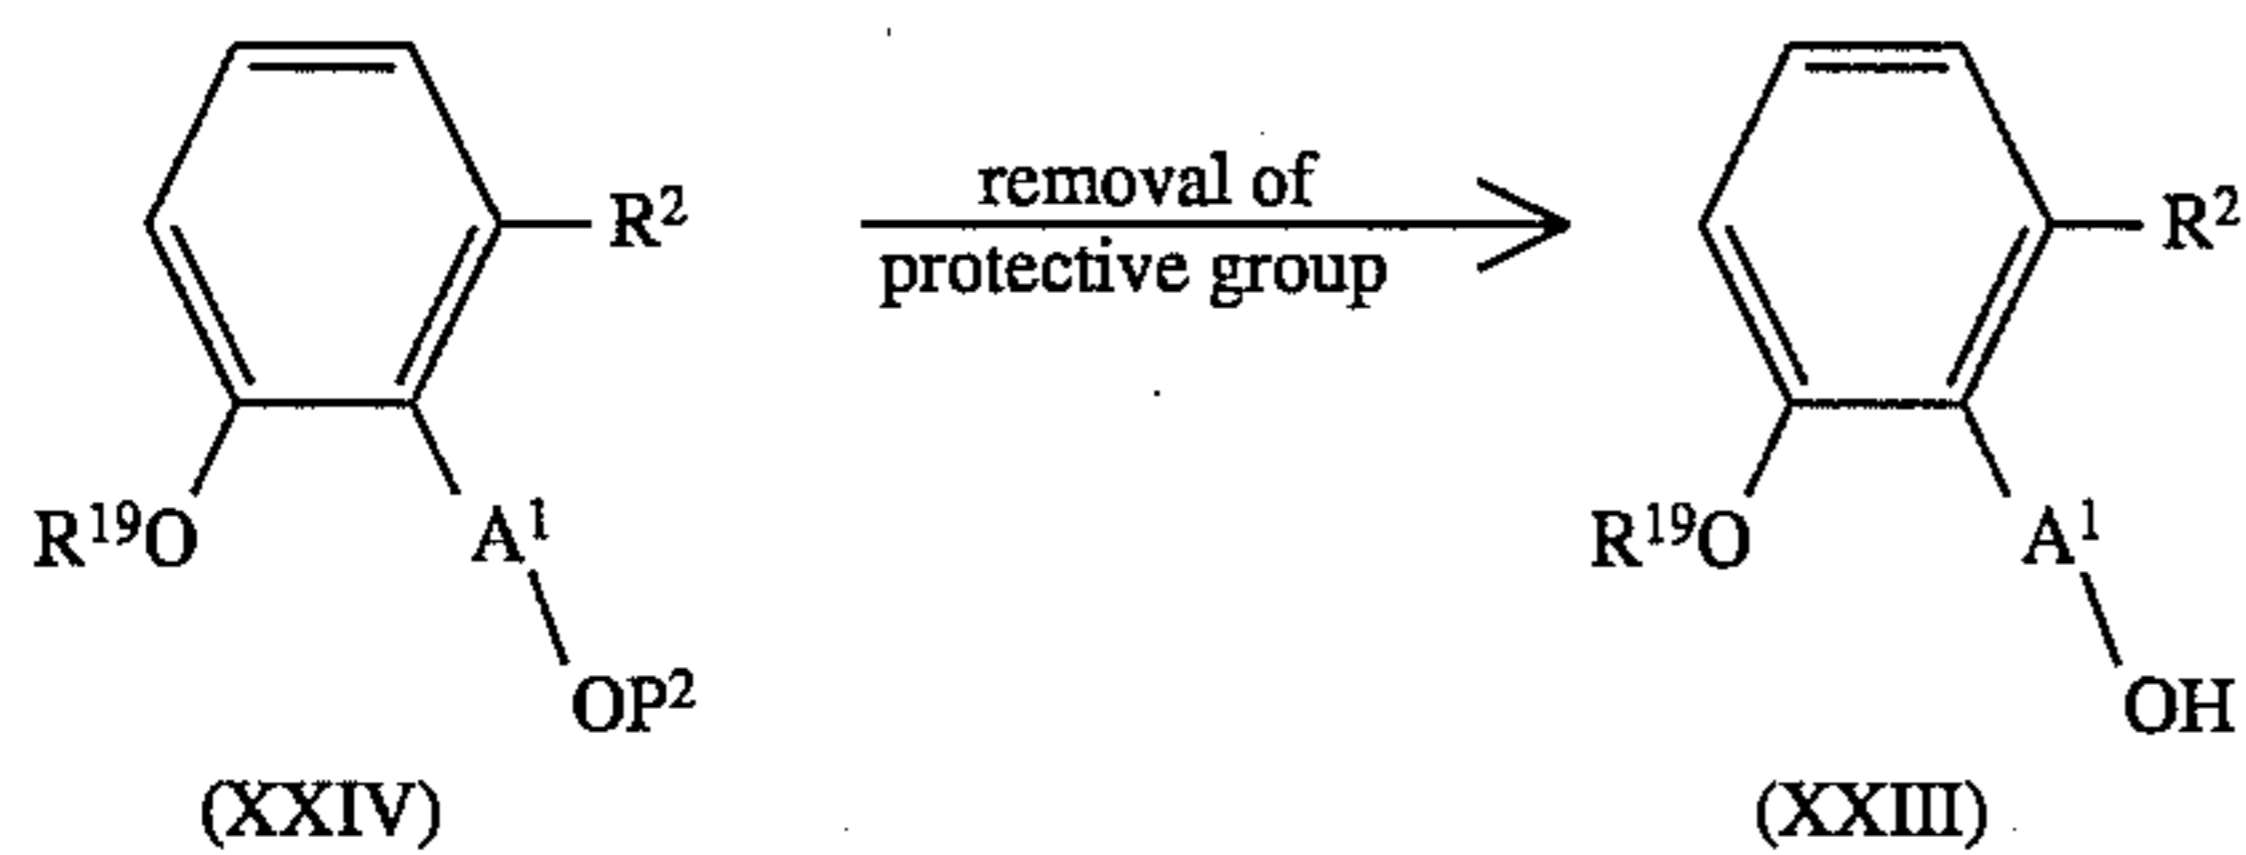 R² R²
removal of
protective group
R¹⁹O A¹ R¹⁹O A¹
OP² OH
(XXIV) (XXIII)